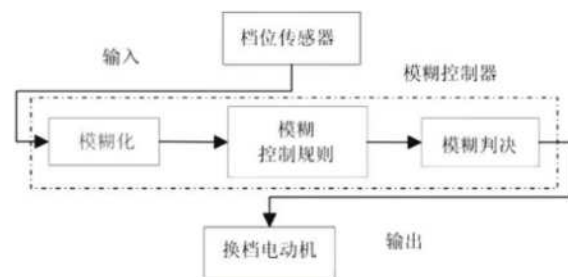 档位传感器
输入
模糊控制器
模糊化
模糊
控制规则
模糊判决
换档电动机
输出